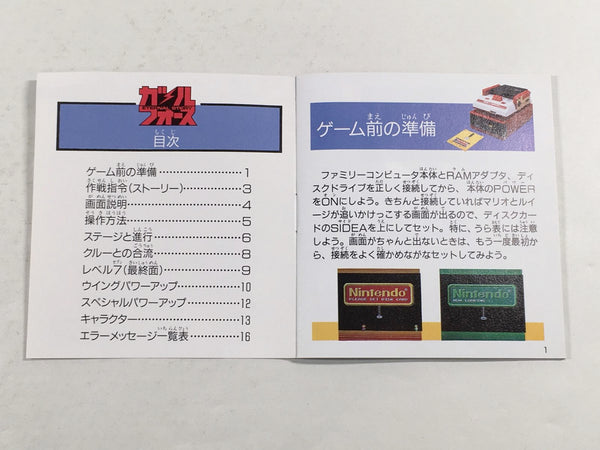 ガル
フォース
ETERNAL STORY
目次
ゲーム前の準備 1
作戦指令(ストーリー) 3
画面説明 4
操作方法 5
ステージと進行 6
クルーとの合流 8
レベル7(最終面) 9
ウイングパワーアップ 10
スペシャルパワーアップ 12
キャラクター 13
エラーメッセージ一覧表 16
ゲーム前の準備
ファミリーコンピュータ本体とRAMアダプタ、ディ
スクドライブを正しく接続してから、本体のPOWER
をONにしよう。きちんと接続していればマリオとルイ
ージが追いかけっこする画面が出るので、ディスクカー
ドのSIDEAを上にしてセット。特に、うら表には注意
しよう。画面がちゃんと出ないときは、もう一度最初か
ら、接続をよく確かめながなセットしてみよう。
Nintendo®
PLEASE SET DISK CARD
Nintendo®
NOW LOADING
1